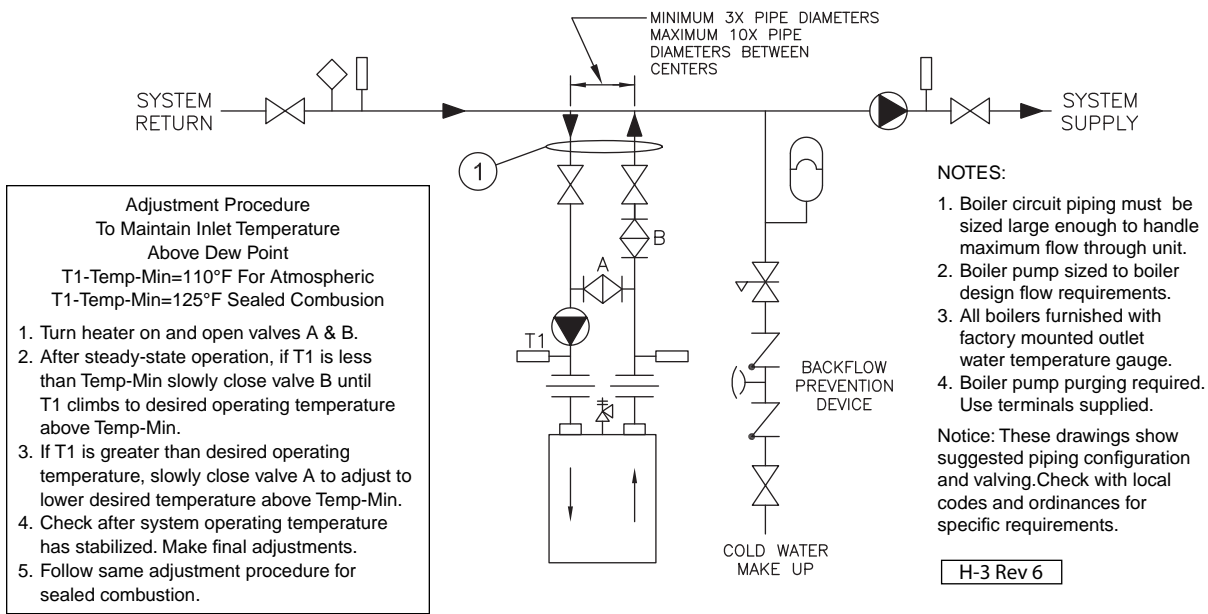 MINIMUM 3X PIPE DIAMETERS
MAXIMUM 10X PIPE
DIAMETERS BETWEEN
CENTERS
SYSTEM
RETURN
SYSTEM
SUPPLY
1
Adjustment Procedure
To Maintain Inlet Temperature
Above Dew Point
T1-Temp-Min=110°F For Atmospheric
T1-Temp-Min=125°F Sealed Combusion
1. Turn heater on and open valves A & B.
2. After steady-state operation, if T1 is less
than Temp-Min slowly close valve B until
T1 climbs to desired operating temperature
above Temp-Min.
3. If T1 is greater than desired operating
temperature, slowly close valve A to adjust to
lower desired temperature above Temp-Min.
4. Check after system operating temperature
has stabilized. Make final adjustments.
5. Follow same adjustment procedure for
sealed combustion.
B
A
T1
BACKFLOW
PREVENTION
DEVICE
COLD WATER
MAKE UP
NOTES:
1. Boiler circuit piping must be
sized large enough to handle
maximum flow through unit.
2. Boiler pump sized to boiler
design flow requirements.
3. All boilers furnished with
factory mounted outlet
water temperature gauge.
4. Boiler pump purging required.
Use terminals supplied.
Notice: These drawings show
suggested piping configuration
and valving.Check with local
codes and ordinances for
specific requirements.
H-3 Rev 6